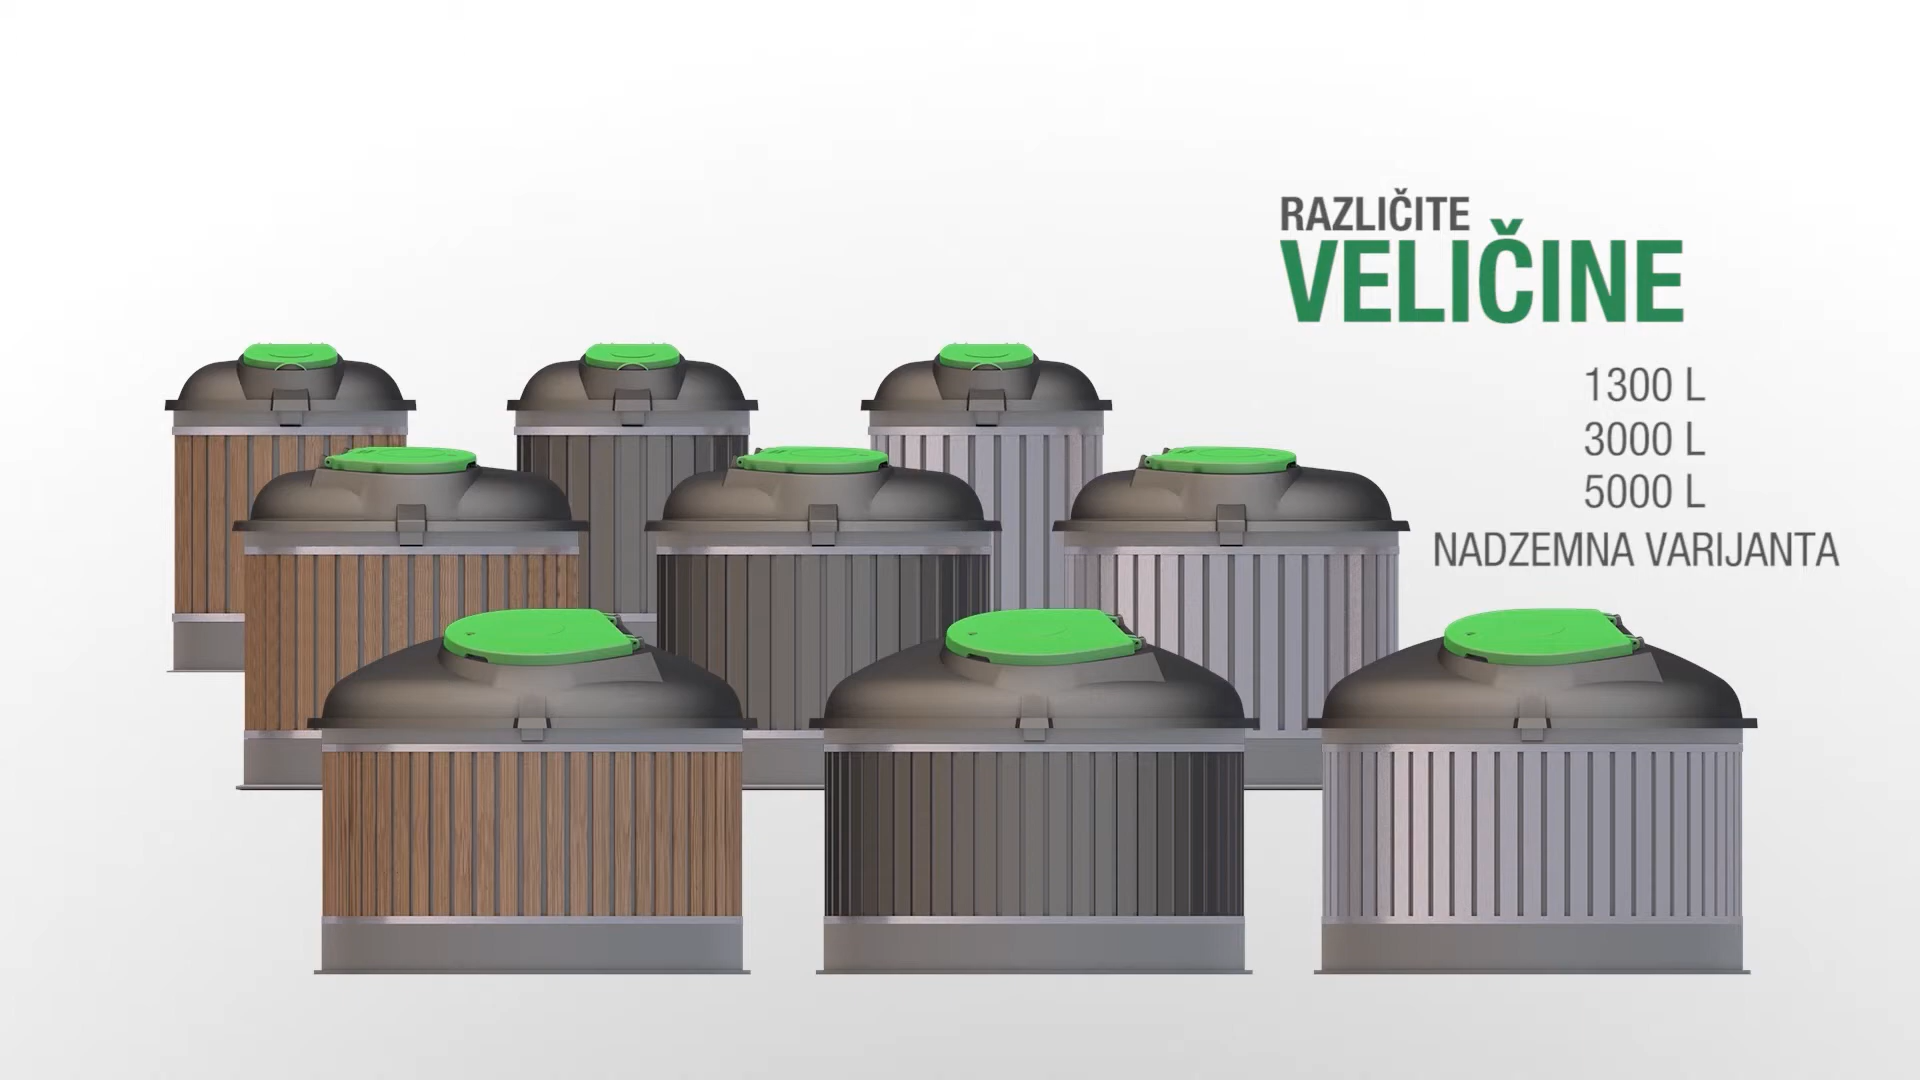 RAZLIČITE
VELIČINE
1300 L
3000 L
5000 L
NADZEMNA VARIJANTA